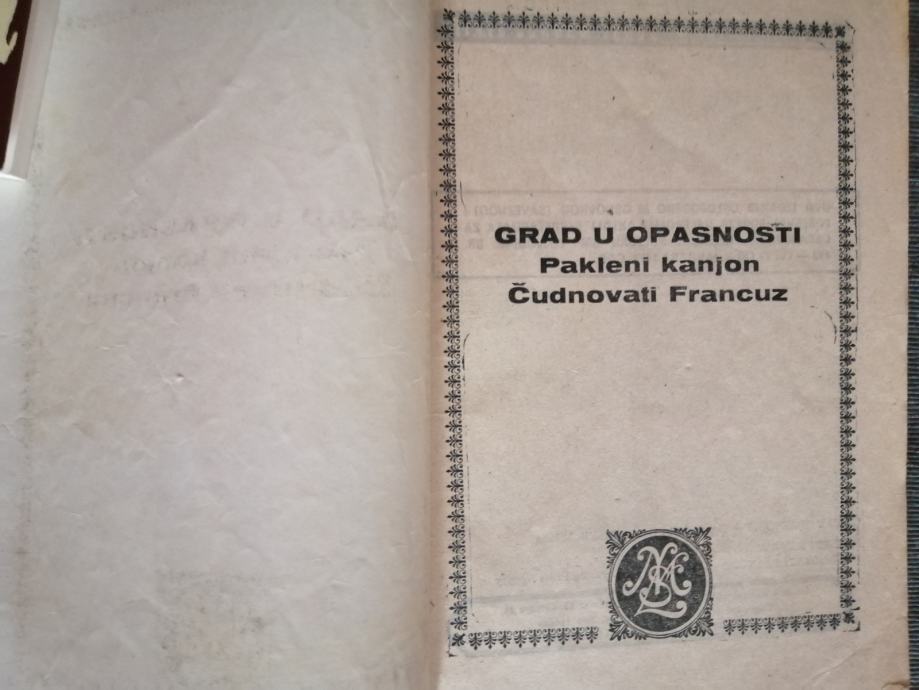 GRAD U OPASNOSTI
Pakleni kanjon
Čudnovati Francuz